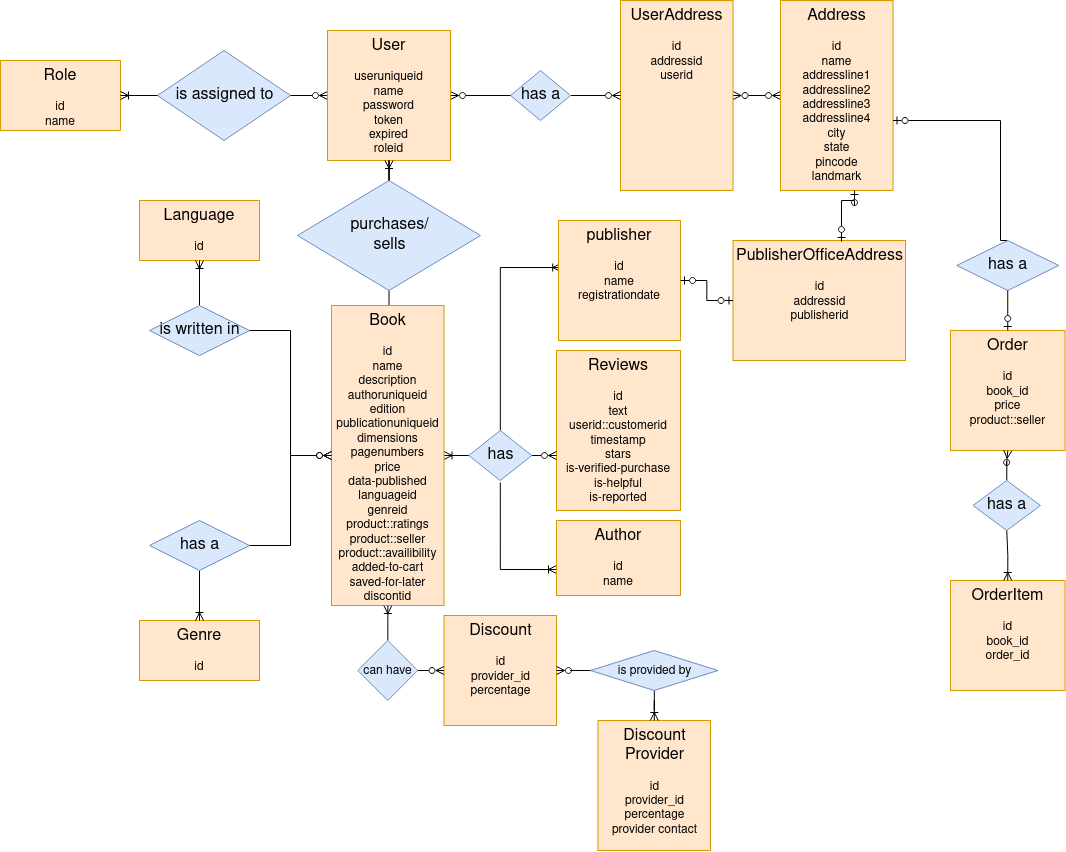 Role
id
name
is assigned to
User
useruniqueid
name
password
token
expired
roleid
has a
UserAddress
id
addressid
userid
Address
id
name
addressline1
addressline2
addressline3
addressline4
city
state
pincode
landmark
Language
id
purchases/
sells
publisher
id
name
registrationdate
PublisherOfficeAddress
id
addressid
publisherid
has a
is written in
Book
id
name
description
authoruniqueid
edition
publicationuniqueid
dimensions
pagenumbers
price
data-published
languageid
genreid
product::ratings
product::seller
product::availibility
added-to-cart
saved-for-later
discontid
has
Reviews
id
text
userid::customerid
timestamp
stars
is-verified-purchase
is-helpful
is-reported
Order
id
book_id
price
product::seller
has a
has a
Author
id
name
Genre
id
can have
Discount
id
provider_id
percentage
is provided by
OrderItem
id
book_id
order_id
Discount
Provider
id
provider_id
percentage
provider contact